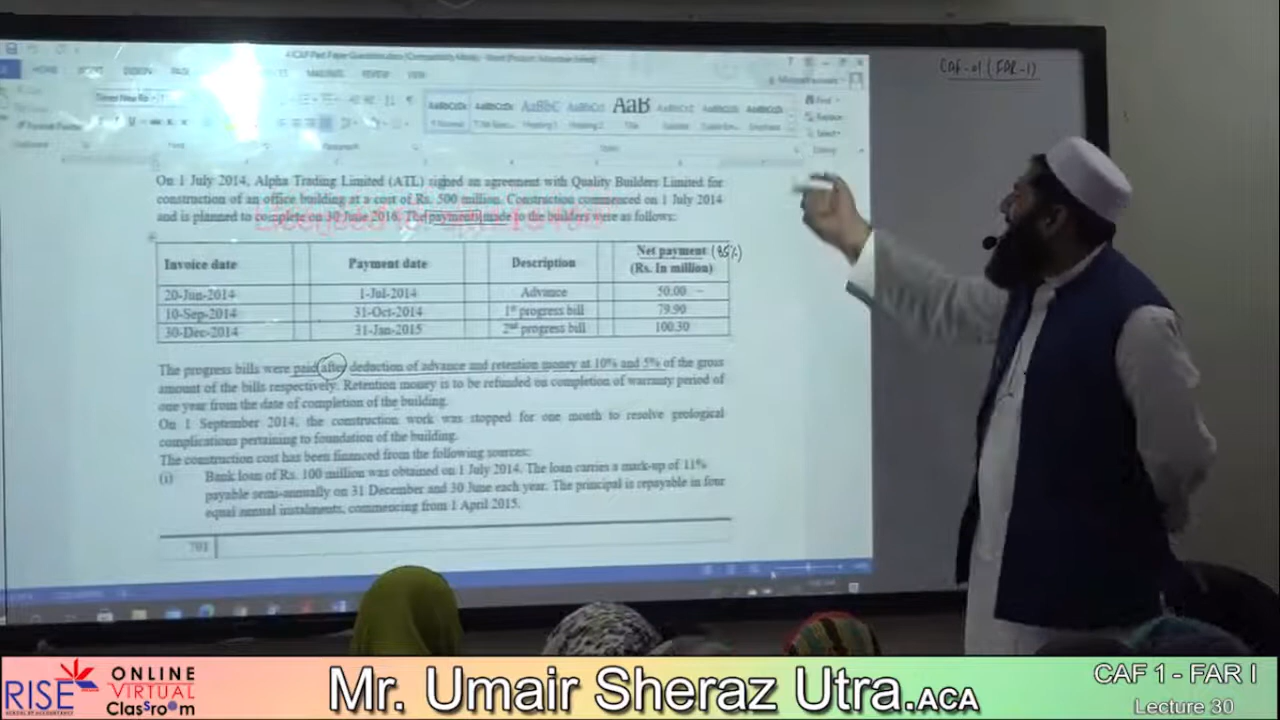 CAF-01 (FAR-1)
AaBbCcDc AaBbCcDc AaBbC AaBbCc AaB AaBbCcD AaBbCcDc AaBbCcDc
On 1 July 2014, Alpha Trading Limited (ATL) signed an agreement with Quality Builders Limited for
construction of an office building at a cost of Rs. 500 million. Construction commenced on 1 July 2014
and is planned to complete on 30 June 2016. The payments made to the builders were as follows:
Invoice date Payment date Description Net payment (85%)
(Rs. In million)
20-Jun-2014 1-Jul-2014 Advance 50.00
10-Sep-2014 31-Oct-2014 1st progress bill 79.90
30-Dec-2014 31-Jan-2015 2nd progress bill 100.30
The progress bills were paid after deduction of advance and retention money at 10% and 5% of the gross
amount of the bills respectively. Retention money is to be refunded on completion of warranty period of
one year from the date of completion of the building.
On 1 September 2014, the construction work was stopped for one month to resolve geological
complications pertaining to foundation of the building.
The construction cost has been financed from the following sources:
(i) Bank loan of Rs. 100 million was obtained on 1 July 2014. The loan carries a mark-up of 11%
payable semi-annually on 31 December and 30 June each year. The principal is repayable in four
equal annual instalments, commencing from 1 April 2015.
RISE ONLINE
VIRTUAL
ClassroOm
Mr. Umair Sheraz Utra.ACA
CAF 1 - FAR I
Lecture 30